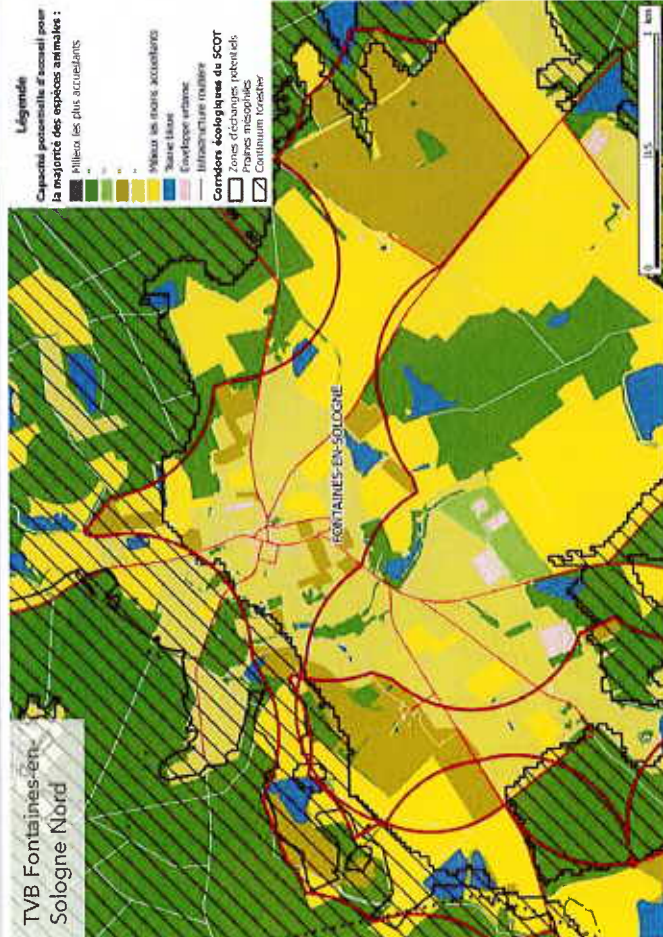 TVB Fontaines-en-
Sologne Nord
Légende
Capacité potentielle d'accueil pour
la majorité des espèces animales :
Milieux les plus accueillants
Milieux les moins accueillants
Trame bleue
Enveloppe urbaine
Infrastructure routière
Corridors écologiques du SCOT
Zones d'échanges potentiels
Prairies mésophiles
Continuum forestier
FONTAINES-EN-SOLOGNE
0
0.5
1 km